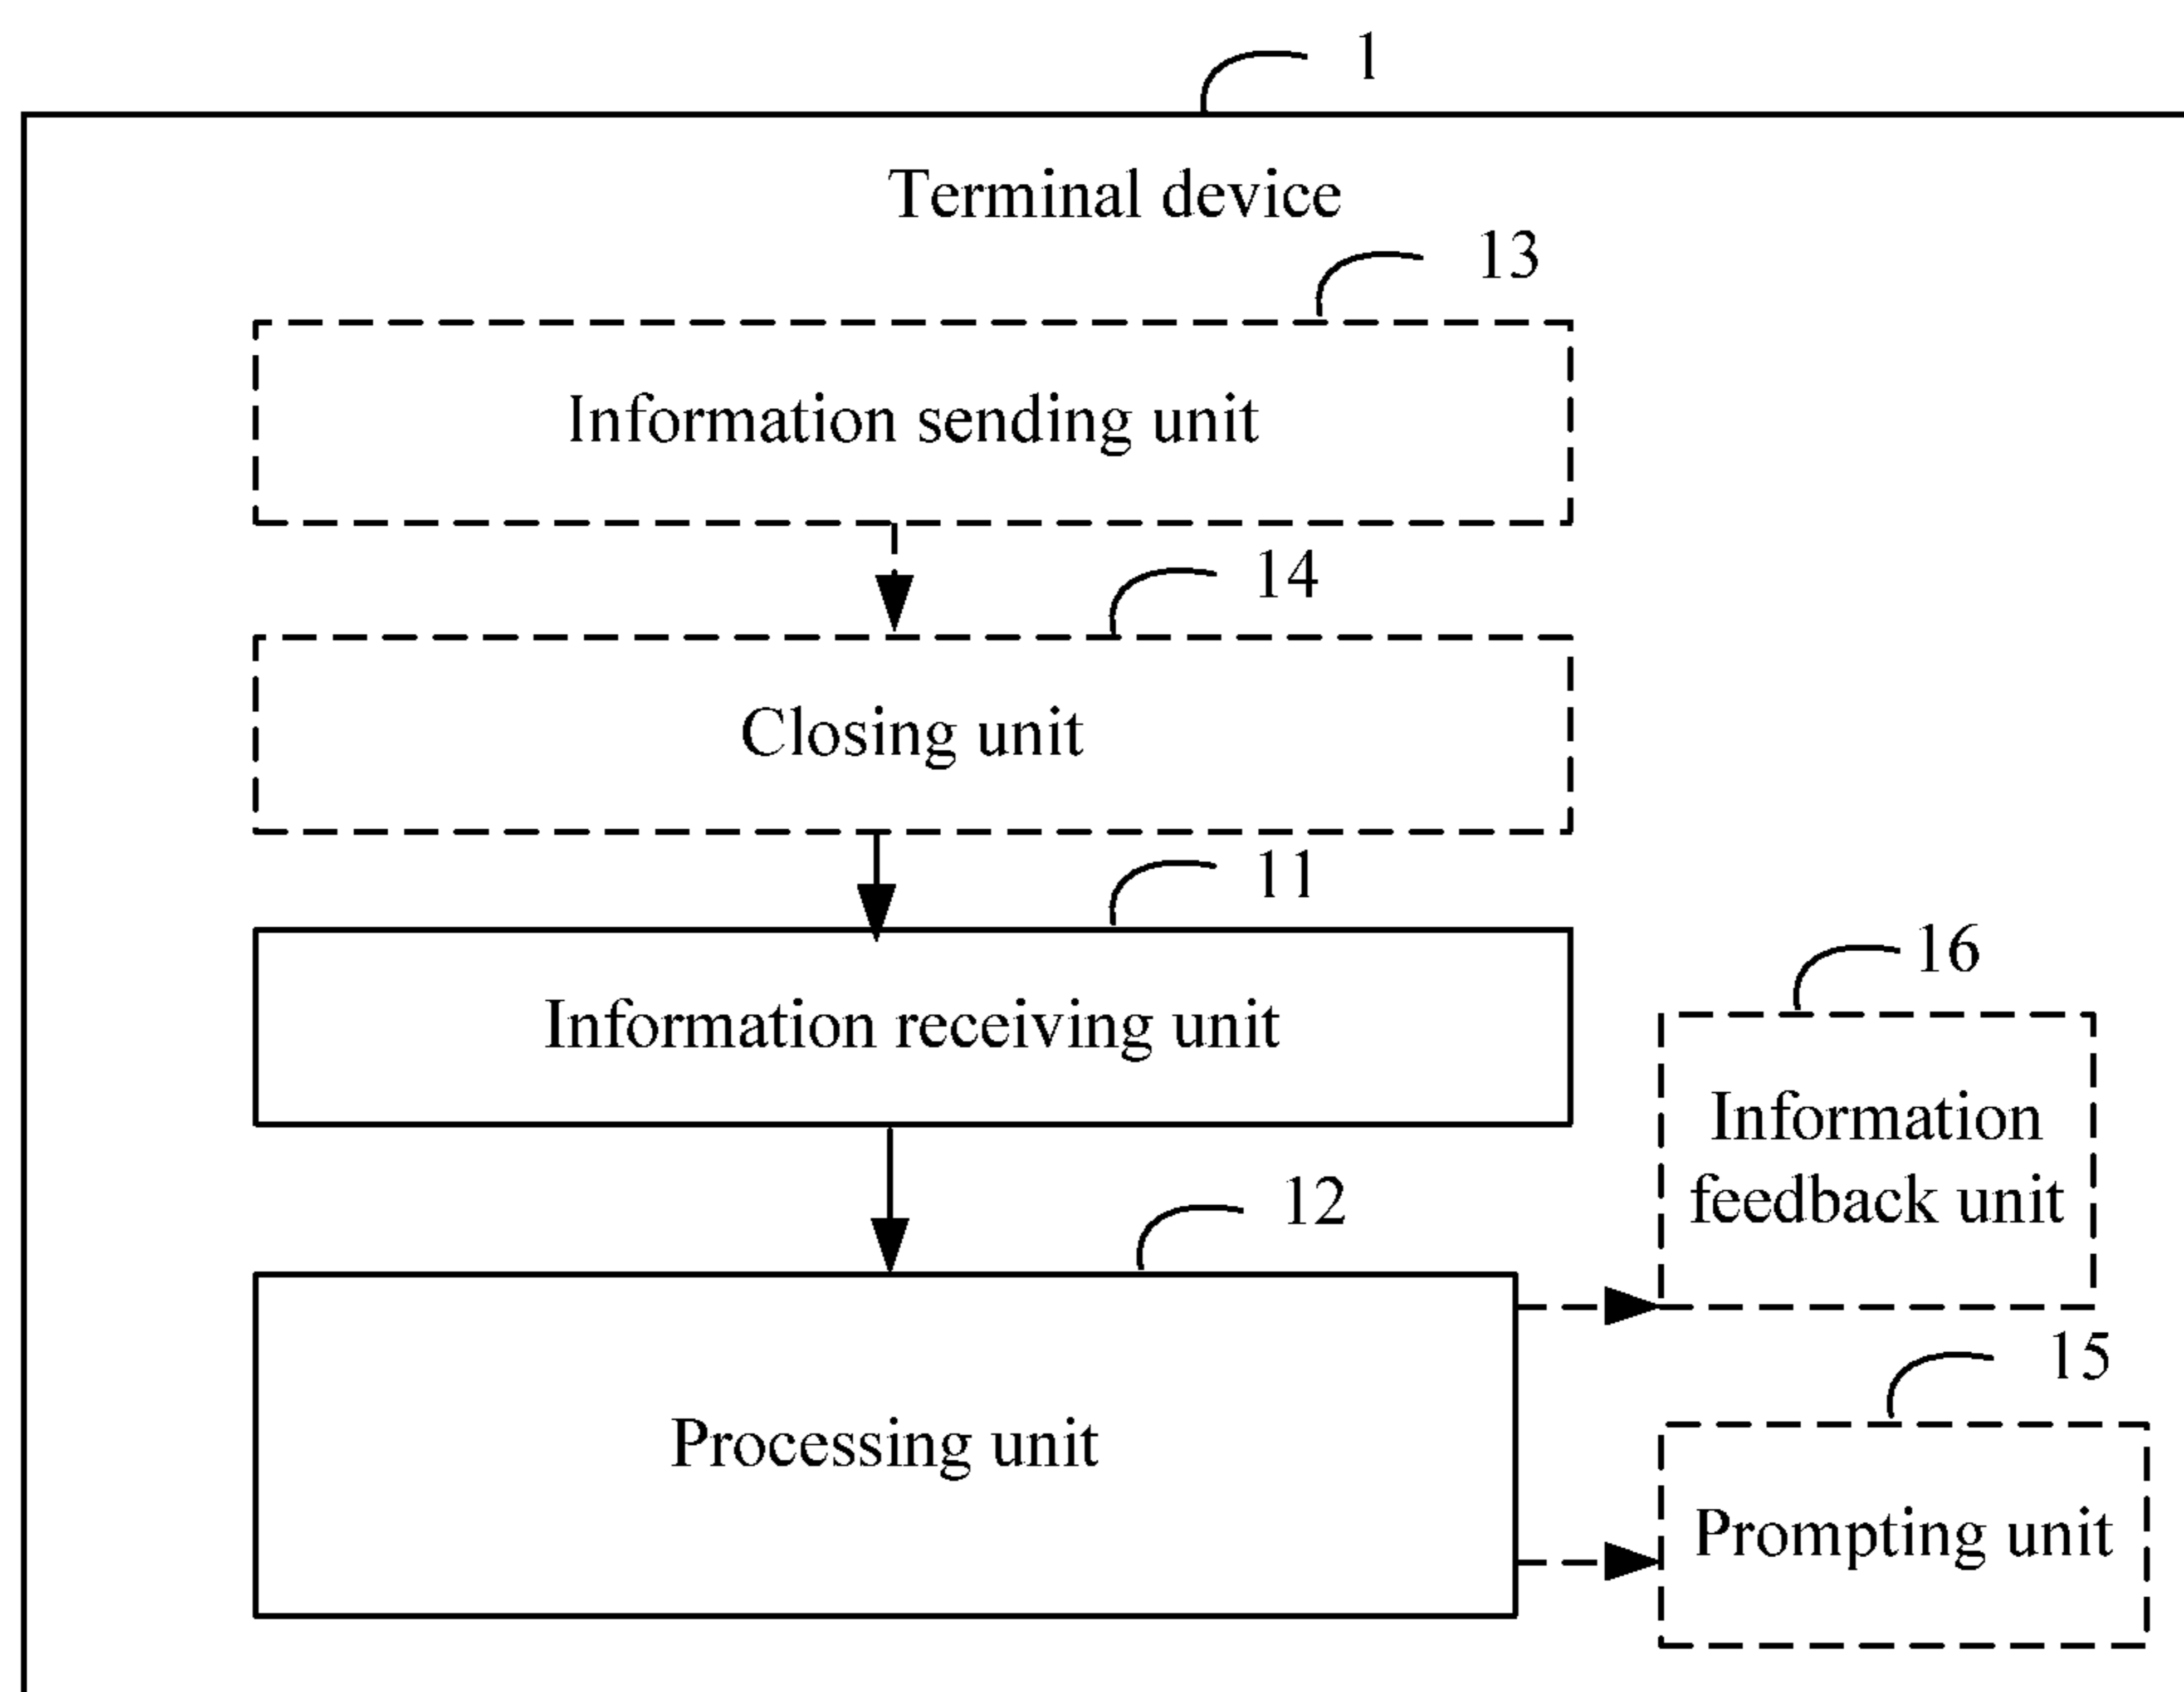 1
Terminal device
13
Information sending unit
14
Closing unit
11
Information receiving unit
16
Information
feedback unit
12
Processing unit
15
Prompting unit